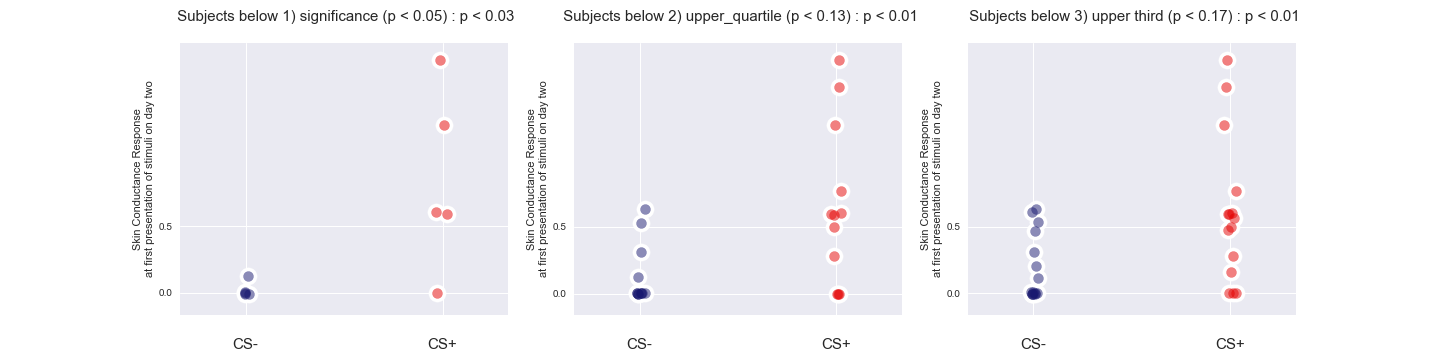 Subjects below 1) significance (p < 0.05) : p < 0.03
Skin Conductance Response
at first presentation of stimuli on day two
0.5
0.0
CS-
CS+
Subjects below 2) upper_quartile (p < 0.13) : p < 0.01
Skin Conductance Response
at first presentation of stimuli on day two
0.5
0.0
CS-
CS+
Subjects below 3) upper third (p < 0.17) : p < 0.01
Skin Conductance Response
at first presentation of stimuli on day two
0.5
0.0
CS-
CS+